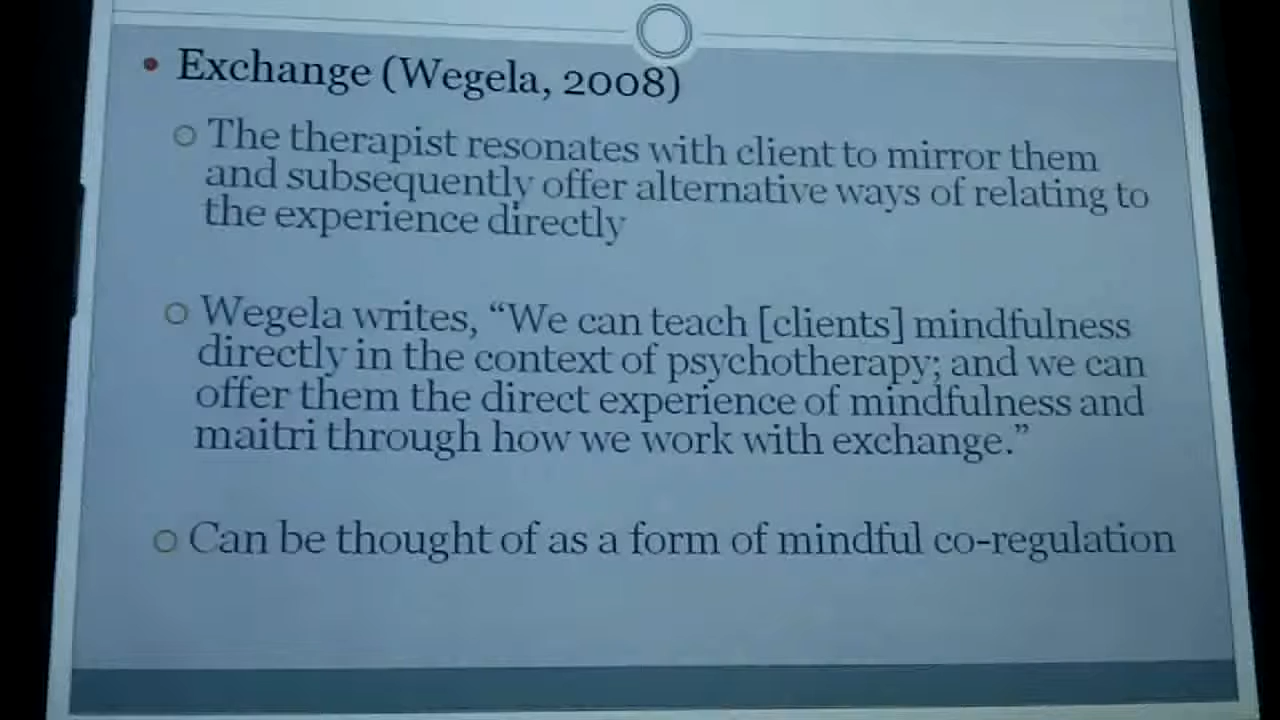 • Exchange (Wegela, 2008)
○ The therapist resonates with client to mirror them
and subsequently offer alternative ways of relating to
the experience directly
○ Wegela writes, “We can teach [clients] mindfulness
directly in the context of psychotherapy; and we can
offer them the direct experience of mindfulness and
maitri through how we work with exchange.”
○ Can be thought of as a form of mindful co-regulation